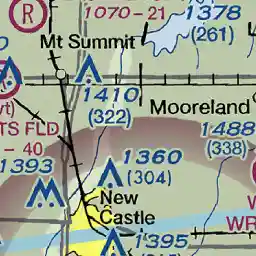 R
1070 - 21
1378
(261)
Mt Summit
1410
(322)
Mooreland
TS FLD
- 40
1393
1488
(338)
1360
(304)
New
Castle
WR
1395